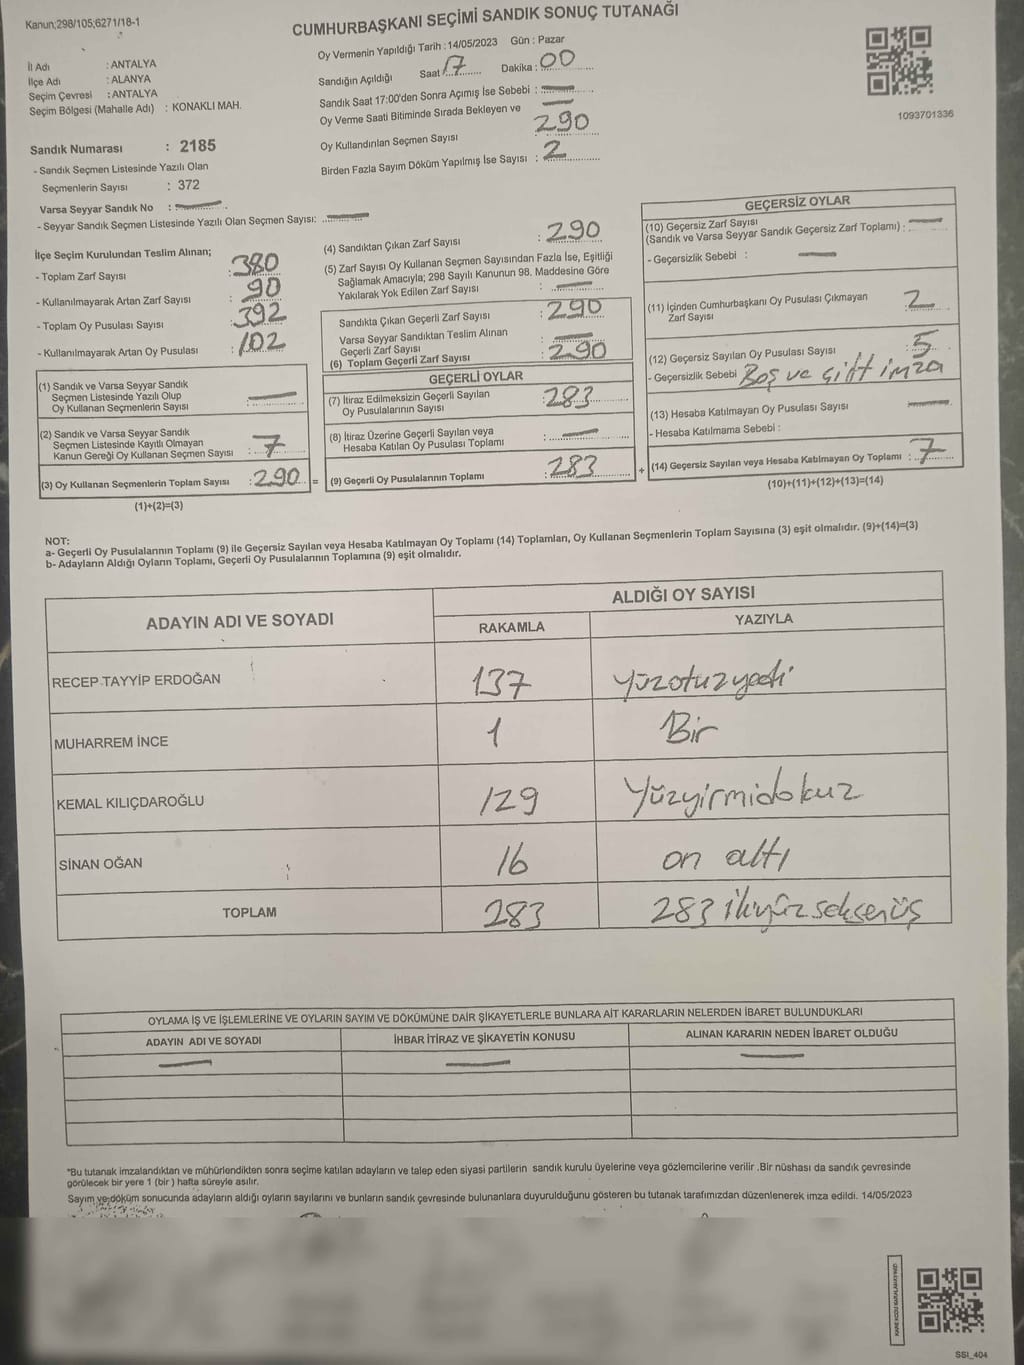 Kanun;298/105,6271/18-1
CUMHURBAŞKANI SEÇİMİ SANDIK SONUÇ TUTANAĞI
İl Adı : ANTALYA
İlçe Adı : ALANYA
Seçim Çevresi : ANTALYA
Seçim Bölgesi (Mahalle Adı) : KONAKLI MAH.
Oy Vermenin Yapıldığı Tarih : 14/05/2023 Gün : Pazar
Sandığın Açıldığı Saat 17 Dakika : 00
Sandık Saat 17:00'den Sonra Açımış İse Sebebi : —
Oy Verme Saati Bitiminde Sırada Bekleyen ve —
Oy Kullandırılan Seçmen Sayısı 290
Birden Fazla Sayım Döküm Yapılmış İse Sayısı : 2
1093701336
Sandık Numarası : 2185
- Sandık Seçmen Listesinde Yazılı Olan
Seçmenlerin Sayısı : 372
Varsa Seyyar Sandık No : —
- Seyyar Sandık Seçmen Listesinde Yazılı Olan Seçmen Sayısı: —
İlçe Seçim Kurulundan Teslim Alınan;
- Toplam Zarf Sayısı : 380
- Kullanılmayarak Artan Zarf Sayısı : 90
- Toplam Oy Pusulası Sayısı : 392
- Kullanılmayarak Artan Oy Pusulası : 102
(1) Sandık ve Varsa Seyyar Sandık
Seçmen Listesinde Yazılı Olup
Oy Kullanan Seçmenlerin Sayısı : —
(2) Sandık ve Varsa Seyyar Sandık
Seçmen Listesinde Kayıtlı Olmayan
Kanun Gereği Oy Kullanan Seçmen Sayısı : 7
(3) Oy Kullanan Seçmenlerin Toplam Sayısı : 290 =
(1)+(2)=(3)
(4) Sandıktan Çıkan Zarf Sayısı : 290
(5) Zarf Sayısı Oy Kullanan Seçmen Sayısından Fazla İse, Eşitliği
Sağlamak Amacıyla; 298 Sayılı Kanunun 98. Maddesine Göre
Yakılarak Yok Edilen Zarf Sayısı : —
Sandıkta Çıkan Geçerli Zarf Sayısı : 290
Varsa Seyyar Sandıktan Teslim Alınan
Geçerli Zarf Sayısı : —
(6) Toplam Geçerli Zarf Sayısı : 290
GEÇERLİ OYLAR
(7) İtiraz Edilmeksizin Geçerli Sayılan
Oy Pusulalarının Sayısı : 283
(8) İtiraz Üzerine Geçerli Sayılan veya
Hesaba Katılan Oy Pusulası Toplamı : —
(9) Geçerli Oy Pusulalarının Toplamı : 283 +
GEÇERSİZ OYLAR
(10) Geçersiz Zarf Sayısı
(Sandık ve Varsa Seyyar Sandık Geçersiz Zarf Toplamı) : —
- Geçersizlik Sebebi : —
(11) İçinden Cumhurbaşkanı Oy Pusulası Çıkmayan
Zarf Sayısı : 2
(12) Geçersiz Sayılan Oy Pusulası Sayısı : 5
- Geçersizlik Sebebi Boş ve çift imza
(13) Hesaba Katılmayan Oy Pusulası Sayısı —
- Hesaba Katılmama Sebebi :
(14) Geçersiz Sayılan veya Hesaba Katılmayan Oy Toplamı : 7
(10)+(11)+(12)+(13)=(14)
NOT:
a- Geçerli Oy Pusulalarının Toplamı (9) ile Geçersiz Sayılan veya Hesaba Katılmayan Oy Toplamı (14) Toplamları, Oy Kullanan Seçmenlerin Toplam Sayısına (3) eşit olmalıdır. (9)+(14)=(3)
b- Adayların Aldığı Oyların Toplamı, Geçerli Oy Pusulalarının Toplamına (9) eşit olmalıdır.
ADAYIN ADI VE SOYADI ALDIĞI OY SAYISI
RAKAMLA YAZIYLA
RECEP TAYYİP ERDOĞAN 137 yüzotuzyedi
MUHARREM İNCE 1 Bir
KEMAL KILIÇDAROĞLU 129 Yüzyirmidokuz
SİNAN OĞAN 16 on altı
TOPLAM 283 283 ikiyüz seksenüç
OYLAMA İŞ VE İŞLEMLERİNE VE OYLARIN SAYIM VE DÖKÜMÜNE DAİR ŞİKAYETLERLE BUNLARA AİT KARARLARIN NELERDEN İBARET BULUNDUKLARI
ADAYIN ADI VE SOYADI İHBAR İTİRAZ VE ŞİKAYETİN KONUSU ALINAN KARARIN NEDEN İBARET OLDUĞU
— — —
*Bu tutanak imzalandıktan ve mühürlendikten sonra seçime katılan adayların ve talep eden siyasi partilerin sandık kurulu üyelerine veya gözlemcilerine verilir .Bir nüshası da sandık çevresinde
görülecek bir yere 1 (bir ) hafta süreyle asılır.
Sayım ve döküm sonucunda adayların aldığı oyların sayılarını ve bunların sandık çevresinde bulunanlara duyurulduğunu gösteren bu tutanak tarafımızdan düzenlenerek imza edildi. 14/05/2023
SSI_404